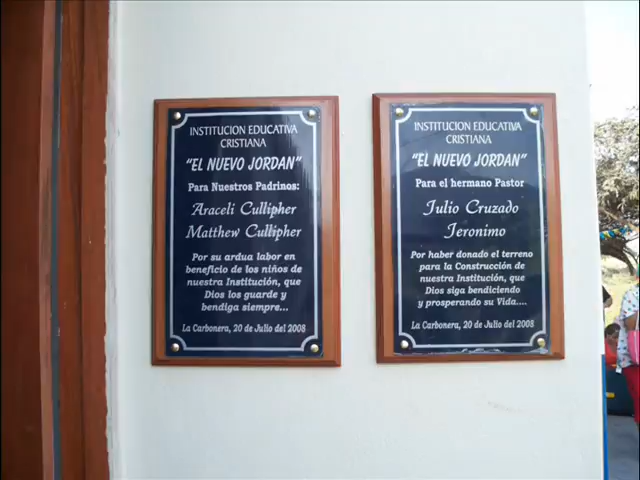 INSTITUCION EDUCATIVA
CRISTIANA
"EL NUEVO JORDAN"
Para Nuestros Padrinos:
Araceli Cullipher
Matthew Cullipher
Por su ardua labor en
beneficio de los niños de
nuestra Institución, que
Dios los guarde y
bendiga siempre...
La Carbonera, 20 de Julio del 2008
INSTITUCION EDUCATIVA
CRISTIANA
"EL NUEVO JORDAN"
Para el hermano Pastor
Julio Cruzado
Jeronimo
Por haber donado el terreno
para la Construcción de
nuestra Institución, que
Dios siga bendiciendo
y prosperando su Vida....
La Carbonera, 20 de Julio del 2008